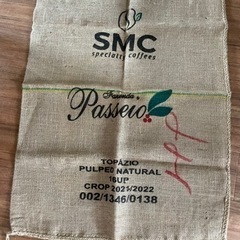 SMC
specialty coffees
Fazenda
Passeio
TOPÁZIO
PULPED NATURAL
16UP
CROP 2021/2022
002/1346/0138